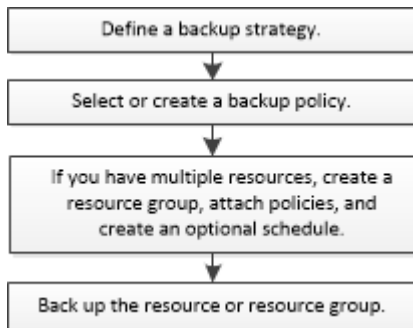 Define a backup strategy.
Select or create a backup policy.
If you have multiple resources, create a
resource group, attach policies, and
create an optional schedule.
Back up the resource or resource group.